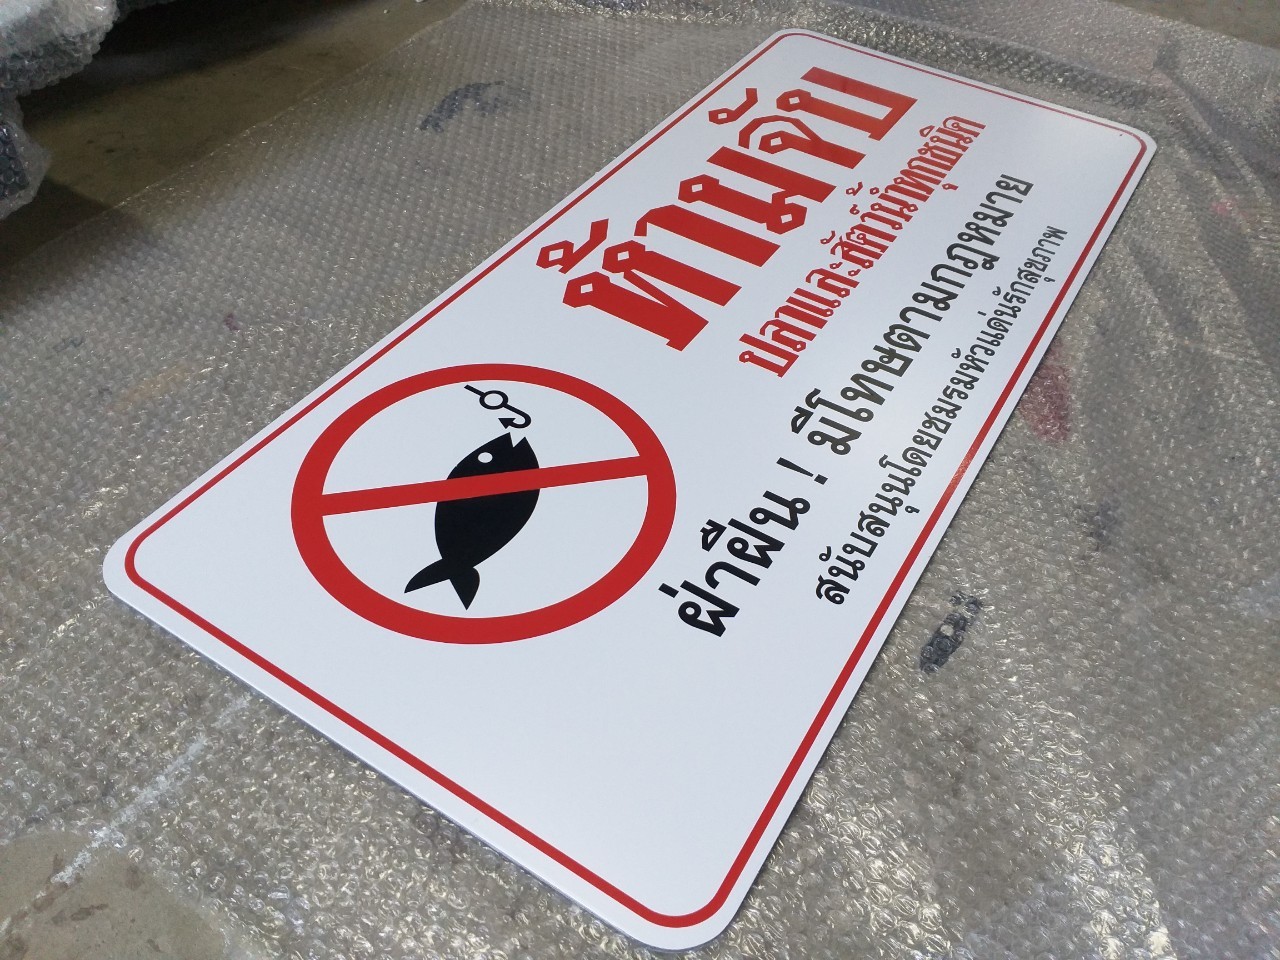 ห้ามจับ
ปลาและสัตว์น้ำทุกชนิด
ฝ่าฝืน ! มีโทษตามกฎหมาย
สนับสนุนโดยชมรมหัวแด่นรักสุขภาพ